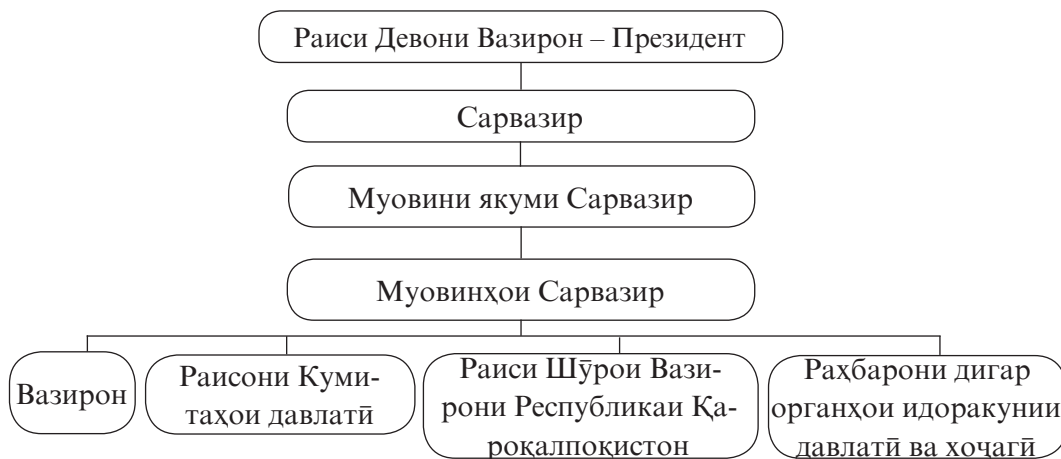 Раиси Девони Вазирон – Президент
Сарвазир
Муовини якуми Сарвазир
Муовинҳои Сарвазир
Вазирон
Раисони Куми-
таҳои давлатӣ
Раиси Шӯрои Вази-
рони Республикаи Қа-
роқалпоқистон
Раҳбарони дигар
органҳои идоракунии
давлатӣ ва хоҷагӣ